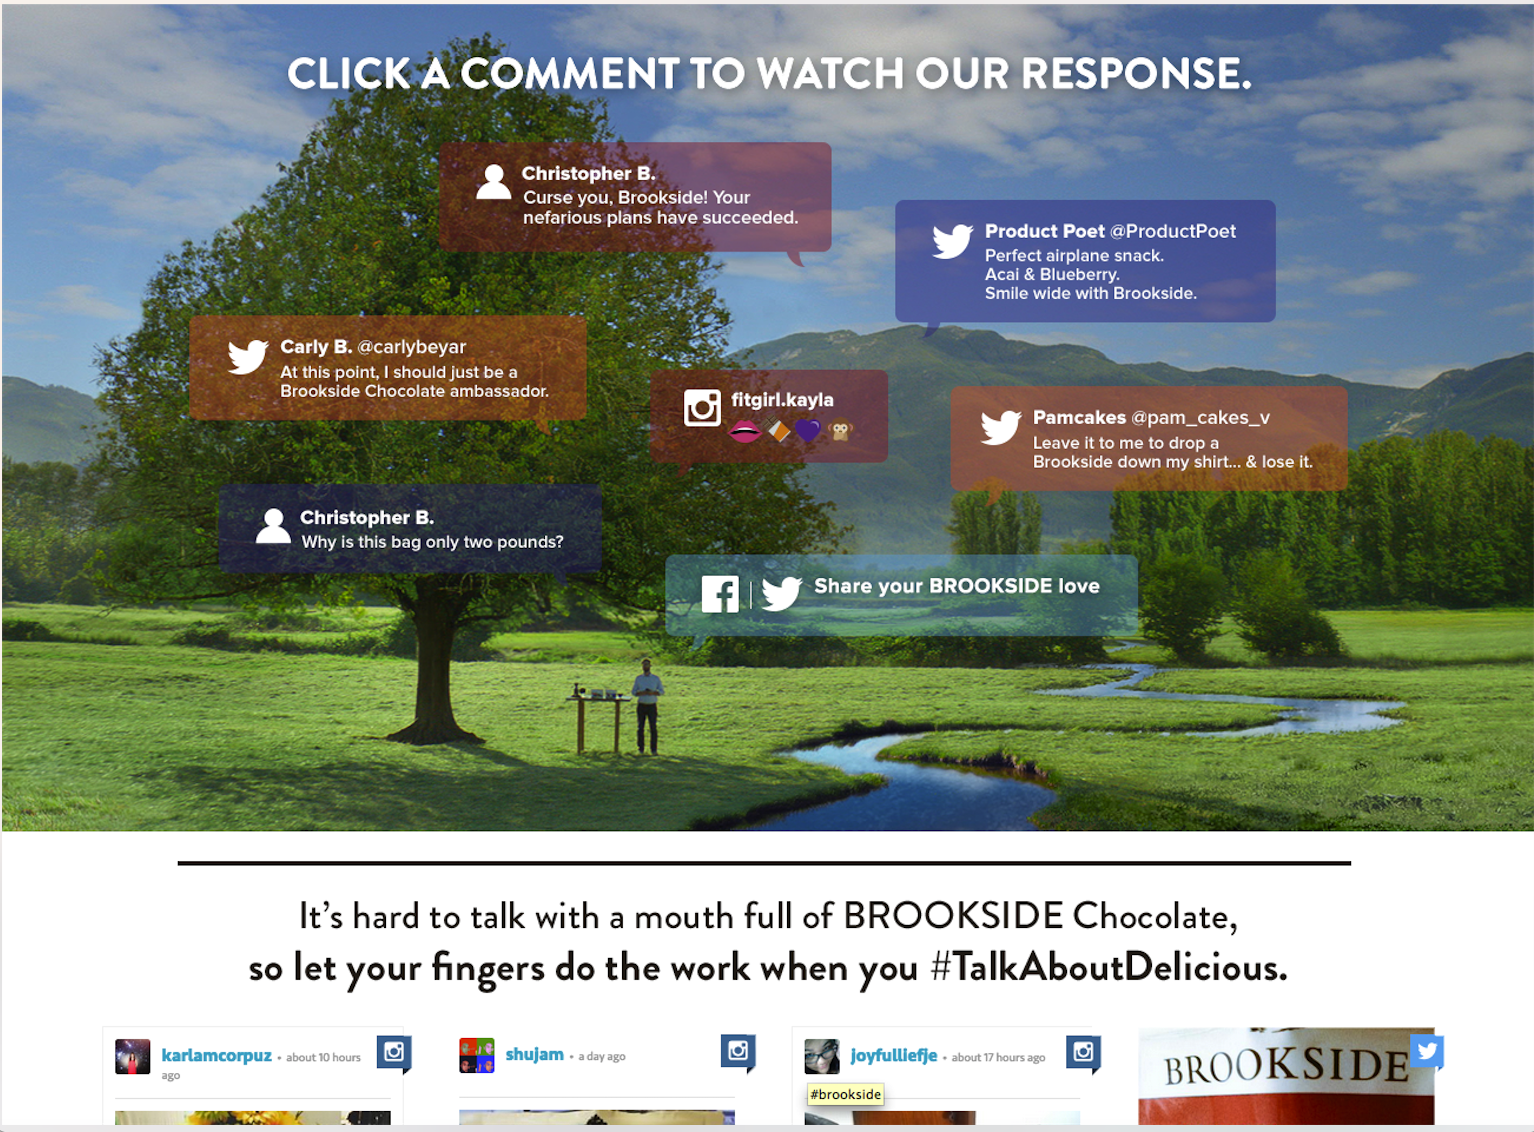 CLICK A COMMENT TO WATCH OUR RESPONSE.
Christopher B.
Curse you, Brookside! Your
nefarious plans have succeeded.
Product Poet @ProductPoet
Perfect airplane snack.
Acai & Blueberry.
Smile wide with Brookside.
Carly B. @carlybeyar
At this point, I should just be a
Brookside Chocolate ambassador.
fitgirl.kayla
Pamcakes @pam_cakes_v
Leave it to me to drop a
Brookside down my shirt... & lose it.
Christopher B.
Why is this bag only two pounds?
Share your BROOKSIDE love
It's hard to talk with a mouth full of BROOKSIDE Chocolate,
so let your fingers do the work when you #TalkAboutDelicious.
karlamcorpuz • about 10 hours
ago
shujam • a day ago
joyfulliefje • about 17 hours ago
#brookside
BROOKSIDE